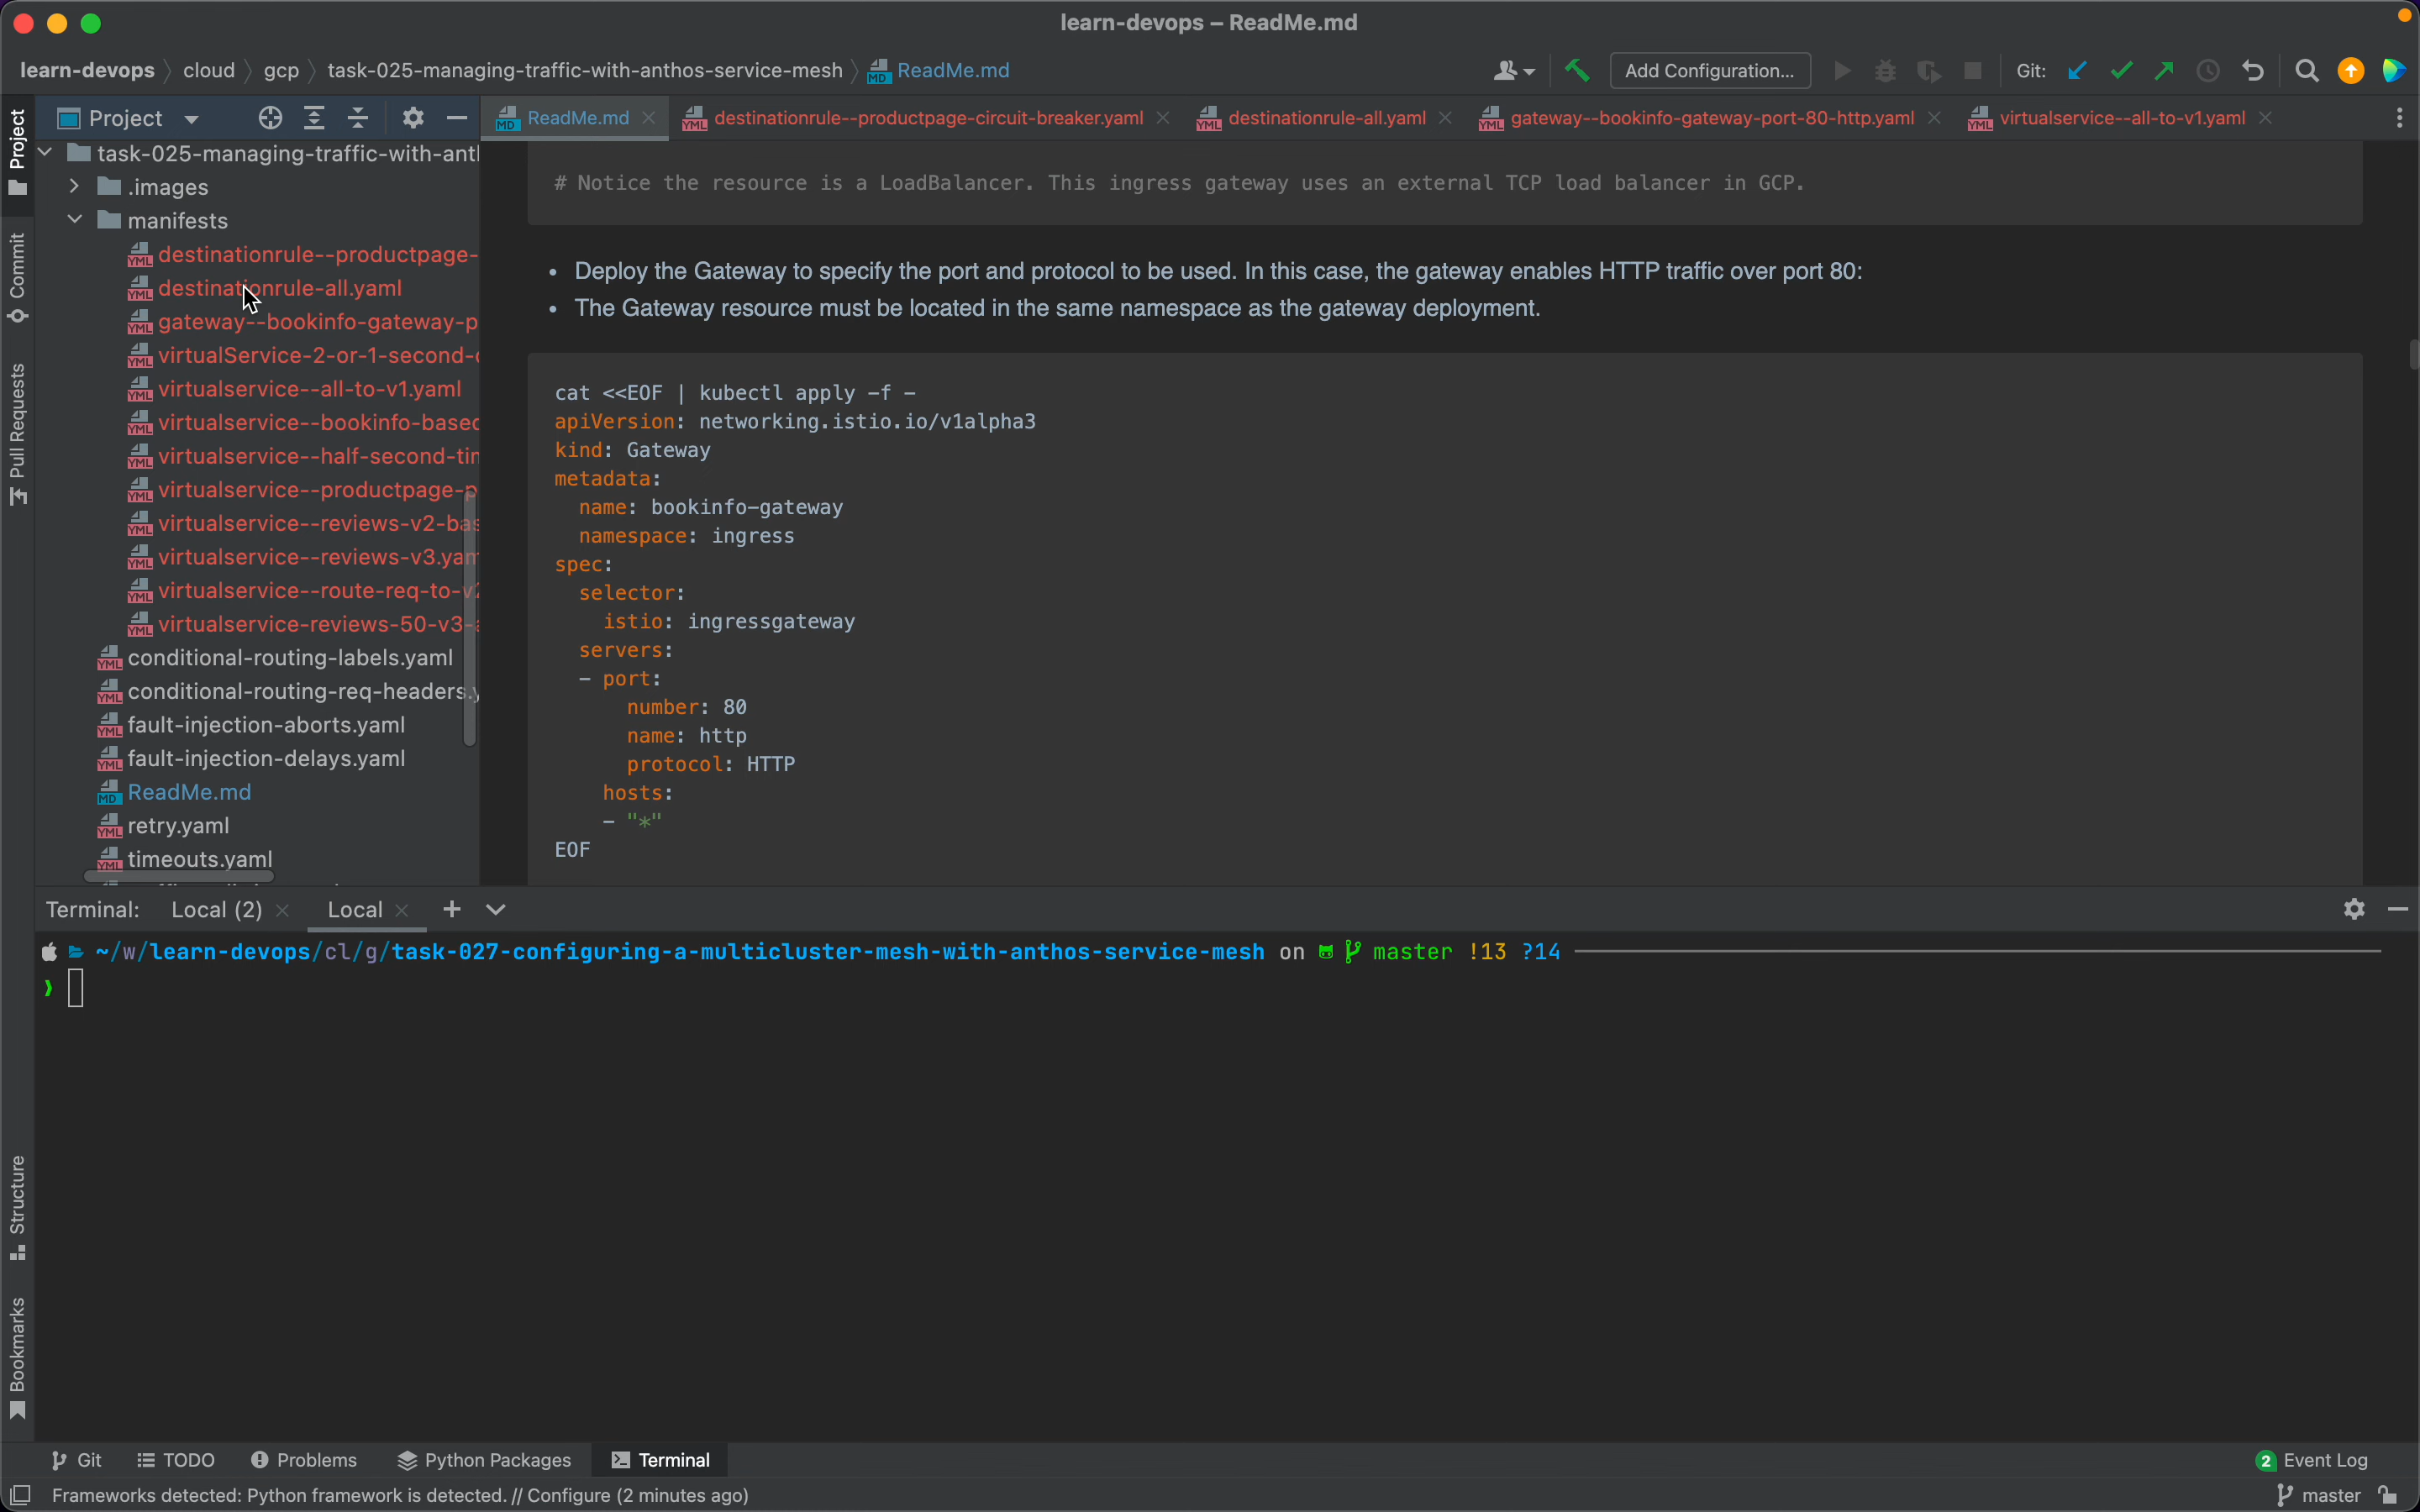 learn-devops – ReadMe.md
learn-devops cloud gcp task-025-managing-traffic-with-anthos-service-mesh ReadMe.md Add Configuration... Git:
Project ReadMe.md destinationrule--productpage-circuit-breaker.yaml destinationrule-all.yaml gateway--bookinfo-gateway-port-80-http.yaml virtualservice--all-to-v1.yaml
Project
Commit
Pull Requests
Structure
Bookmarks
task-025-managing-traffic-with-ant
.images
manifests
destinationrule--productpage-
destinationrule-all.yaml
gateway--bookinfo-gateway-p
virtualService-2-or-1-second-
virtualservice--all-to-v1.yaml
virtualservice--bookinfo-based
virtualservice--half-second-tim
virtualservice--productpage-p
virtualservice--reviews-v2-bas
virtualservice--reviews-v3.yam
virtualservice--route-req-to-v2
virtualservice-reviews-50-v3-
conditional-routing-labels.yaml
conditional-routing-req-headers.y
fault-injection-aborts.yaml
fault-injection-delays.yaml
ReadMe.md
retry.yaml
timeouts.yaml
# Notice the resource is a LoadBalancer. This ingress gateway uses an external TCP load balancer in GCP.
• Deploy the Gateway to specify the port and protocol to be used. In this case, the gateway enables HTTP traffic over port 80:
• The Gateway resource must be located in the same namespace as the gateway deployment.
cat <<EOF | kubectl apply -f -
apiVersion: networking.istio.io/v1alpha3
kind: Gateway
metadata:
  name: bookinfo-gateway
  namespace: ingress
spec:
  selector:
    istio: ingressgateway
  servers:
  - port:
      number: 80
      name: http
      protocol: HTTP
    hosts:
    - "*"
EOF
Terminal: Local (2) Local
~/w/learn-devops/cl/g/task-027-configuring-a-multicluster-mesh-with-anthos-service-mesh on master !13 ?14
❯
Git TODO Problems Python Packages Terminal 2 Event Log
Frameworks detected: Python framework is detected. // Configure (2 minutes ago) master